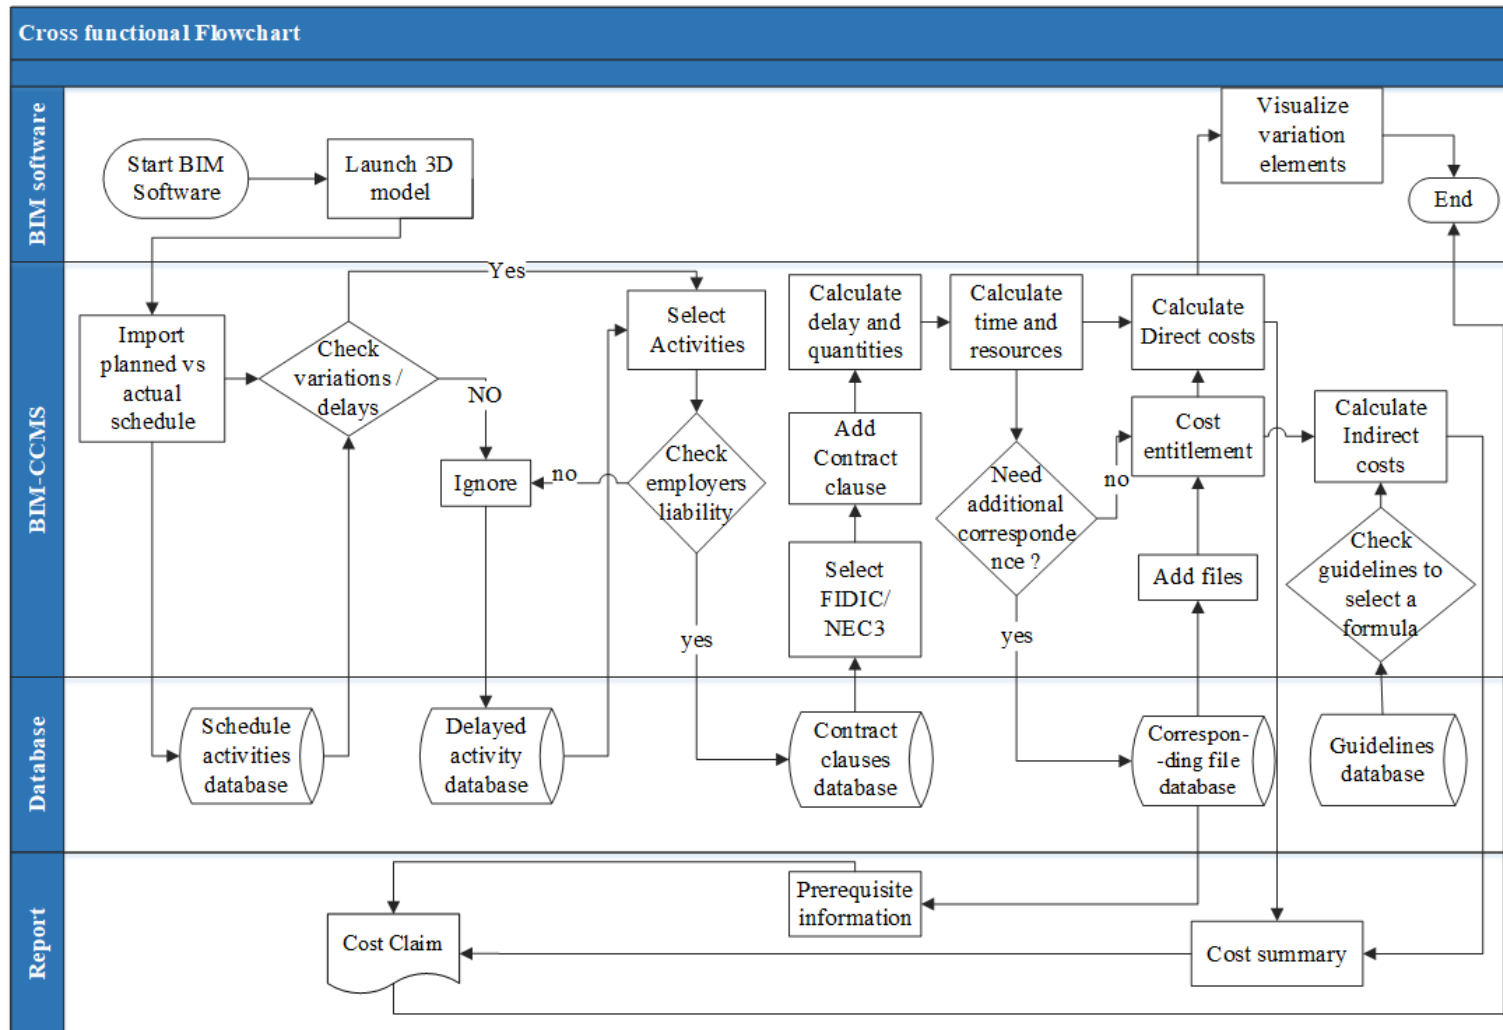 Cross functional Flowchart
BIM software
Start BIM
Software
Launch 3D
model
Visualize
variation
elements
End
BIM-CCMS
Import
planned vs
actual
schedule
Check
variations /
delays
Yes
NO
Ignore
Select
Activities
no
Check
employers
liability
yes
Calculate
delay and
quantities
Add
Contract
clause
Select
FIDIC/
NEC3
Calculate
time and
resources
Need
additional
corresponde
nce ?
no
yes
Calculate
Direct costs
Cost
entitlement
Add files
Calculate
Indirect
costs
Check
guidelines to
select a
formula
Database
Schedule
activities
database
Delayed
activity
database
Contract
clauses
database
Correspon-
-ding file
database
Guidelines
database
Report
Cost Claim
Prerequisite
information
Cost summary